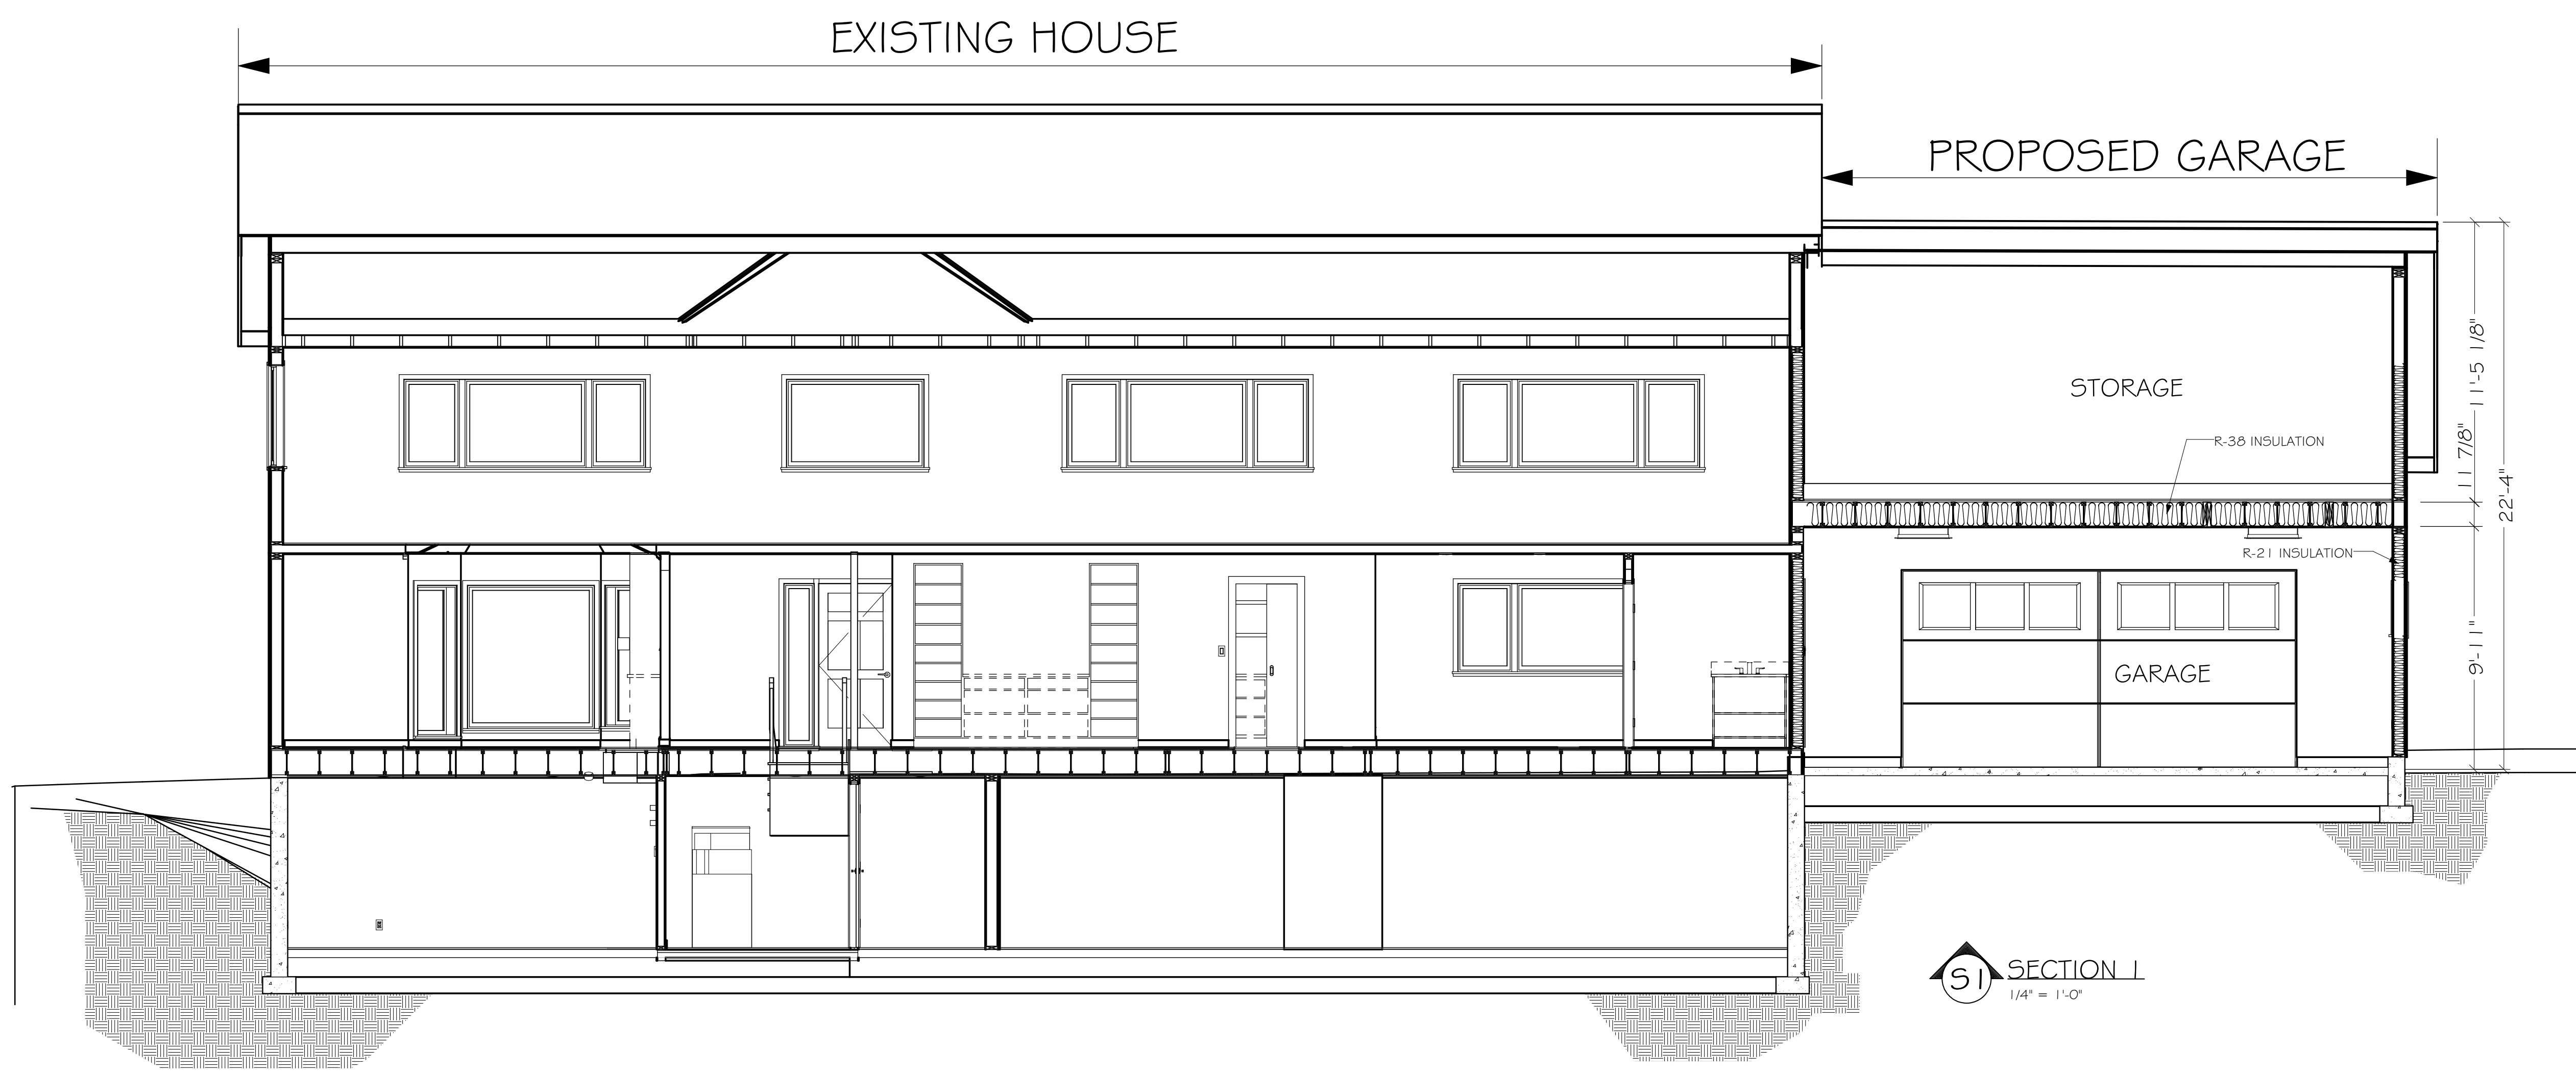 EXISTING HOUSE
PROPOSED GARAGE
STORAGE
R-38 INSULATION
11'-5 1/8"
11 7/8"
22'-4"
R-21 INSULATION
9'-11"
GARAGE
S1
SECTION 1
1/4" = 1'-0"